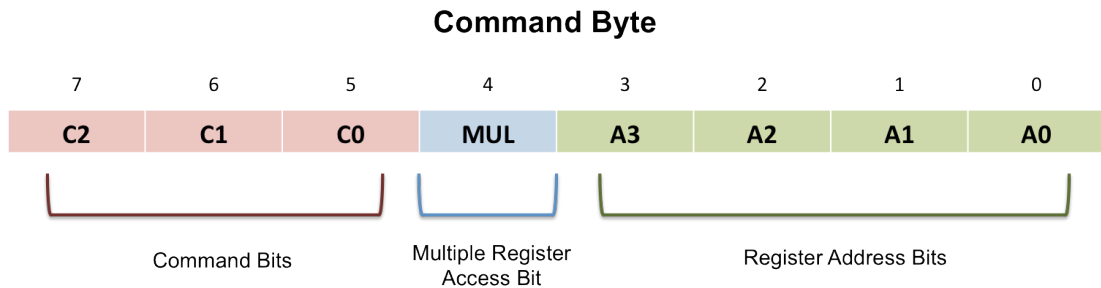 Command Byte
7 6 5 4 3 2 1 0
C2 C1 C0 MUL A3 A2 A1 A0
Command Bits
Multiple Register
Access Bit
Register Address Bits